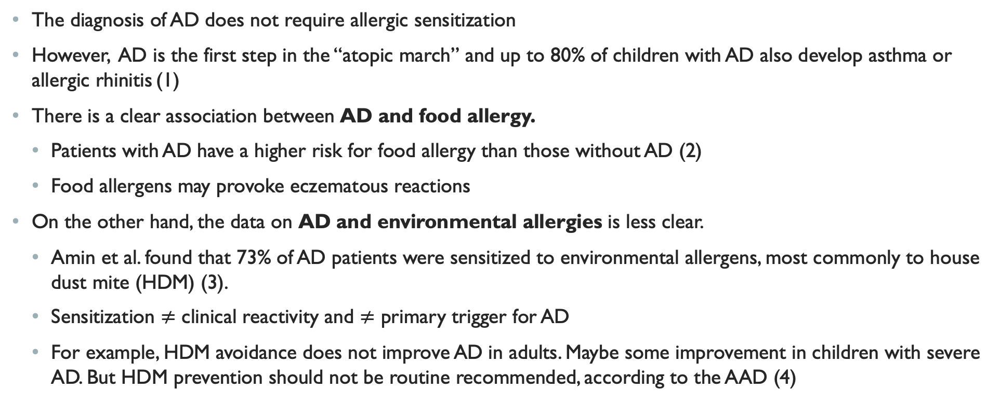 • The diagnosis of AD does not require allergic sensitization
• However, AD is the first step in the “atopic march” and up to 80% of children with AD also develop asthma or
allergic rhinitis (1)
• There is a clear association between AD and food allergy.
• Patients with AD have a higher risk for food allergy than those without AD (2)
• Food allergens may provoke eczematous reactions
• On the other hand, the data on AD and environmental allergies is less clear.
• Amin et al. found that 73% of AD patients were sensitized to environmental allergens, most commonly to house
dust mite (HDM) (3).
• Sensitization ≠ clinical reactivity and ≠ primary trigger for AD
• For example, HDM avoidance does not improve AD in adults. Maybe some improvement in children with severe
AD. But HDM prevention should not be routine recommended, according to the AAD (4)